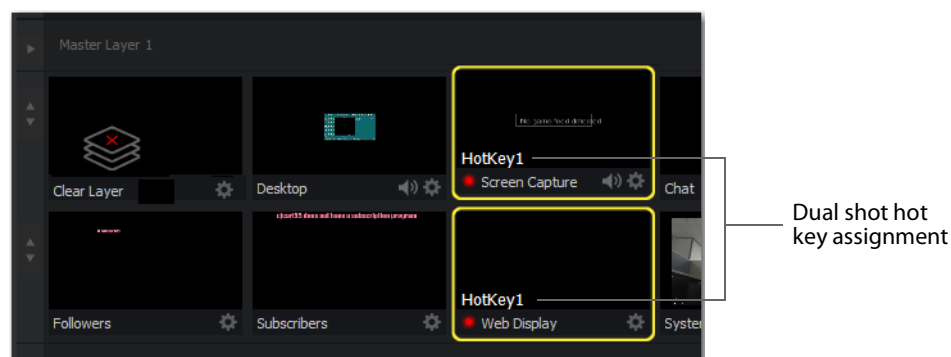 Master Layer 1
No game feed detected
HotKey1
Clear Layer
Desktop
Screen Capture
Chat
Dual shot hot
key assignment
HotKey1
Followers
Subscribers
Web Display